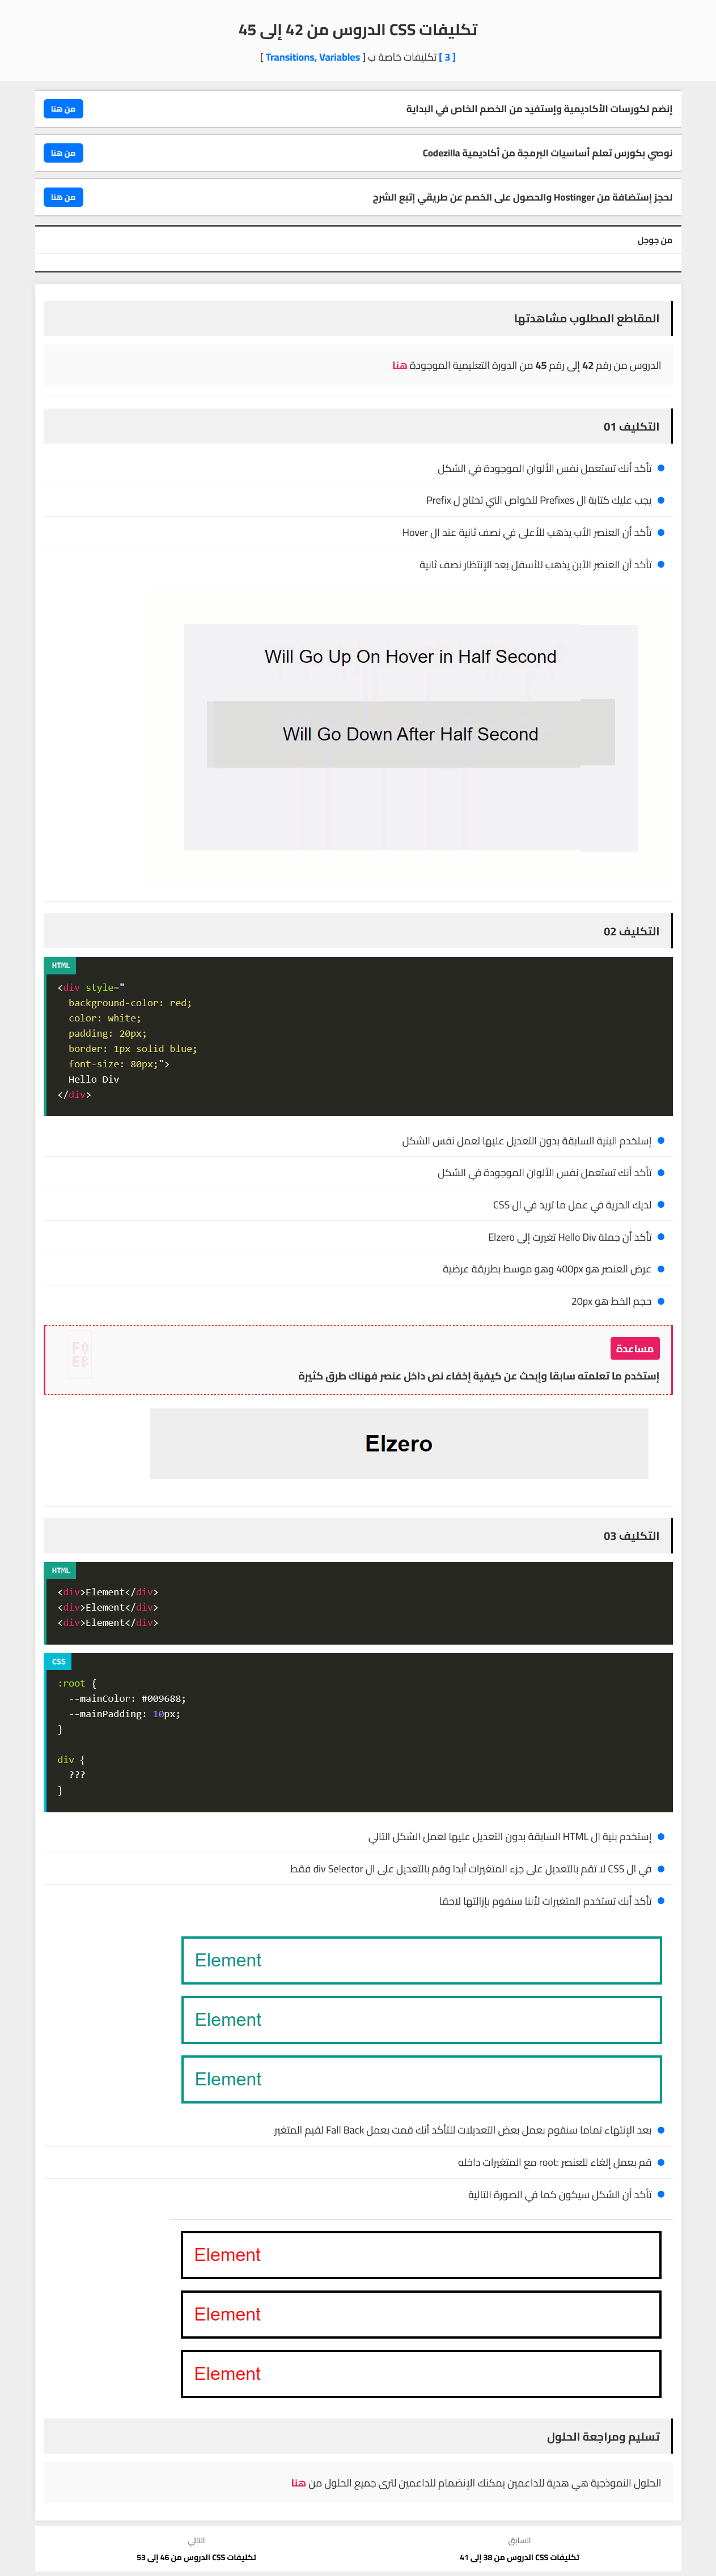 تكليفات CSS الدروس من 42 إلى 45
[ 3 ] تكليفات خاصة ب [ Transitions, Variables ]
إنضم لكورسات الأكاديمية وإستفيد من الخصم الخاص في البداية
من هنا
نوصي بكورس تعلم أساسيات البرمجة من أكاديمية Codezilla
من هنا
لحجز إستضافة من Hostinger والحصول على الخصم عن طريقي إتبع الشرح
من هنا
من جوجل
المقاطع المطلوب مشاهدتها
الدروس من رقم 42 إلى رقم 45 من الدورة التعليمية الموجودة هنا
التكليف 01
تأكد أنك تستعمل نفس الألوان الموجودة في الشكل
يجب عليك كتابة ال Prefixes للخواص التي تحتاج ل Prefix
تأكد أن العنصر الأب يذهب للأعلى في نصف ثانية عند ال Hover
تأكد أن العنصر الأبن يذهب للأسفل بعد الإنتظار نصف ثانية
Will Go Up On Hover in Half Second
Will Go Down After Half Second
التكليف 02
HTML
<div style="
  background-color: red;
  color: white;
  padding: 20px;
  border: 1px solid blue;
  font-size: 80px;">
  Hello Div
</div>
إستخدم البنية السابقة بدون التعديل عليها لعمل نفس الشكل
تأكد أنك تستعمل نفس الألوان الموجودة في الشكل
لديك الحرية في عمل ما تريد في ال CSS
تأكد أن جملة Hello Div تغيرت إلى Elzero
عرض العنصر هو 400px وهو موسط بطريقة عرضية
حجم الخط هو 20px
مساعدة
إستخدم ما تعلمته سابقا وإبحث عن كيفية إخفاء نص داخل عنصر فهناك طرق كثيرة
Elzero
التكليف 03
HTML
<div>Element</div>
<div>Element</div>
<div>Element</div>
CSS
:root {
  --mainColor: #009688;
  --mainPadding: 10px;
}
div {
  ???
}
إستخدم بنية ال HTML السابقة بدون التعديل عليها لعمل الشكل التالي
في ال CSS لا تقم بالتعديل على جزء المتغيرات أبدا وقم بالتعديل على ال div Selector فقط
تأكد أنك تستخدم المتغيرات لأننا سنقوم بإزالتها لاحقا
Element
Element
Element
بعد الإنتهاء تماما سنقوم بعمل بعض التعديلات للتأكد أنك قمت بعمل Fall Back لقيم المتغير
قم بعمل إلغاء للعنصر :root مع المتغيرات داخله
تأكد أن الشكل سيكون كما في الصورة التالية
Element
Element
Element
تسليم ومراجعة الحلول
الحلول النموذجية هي هدية للداعمين يمكنك الإنضمام للداعمين لترى جميع الحلول من هنا
السابق
تكليفات CSS الدروس من 38 إلى 41
التالي
تكليفات CSS الدروس من 46 إلى 53